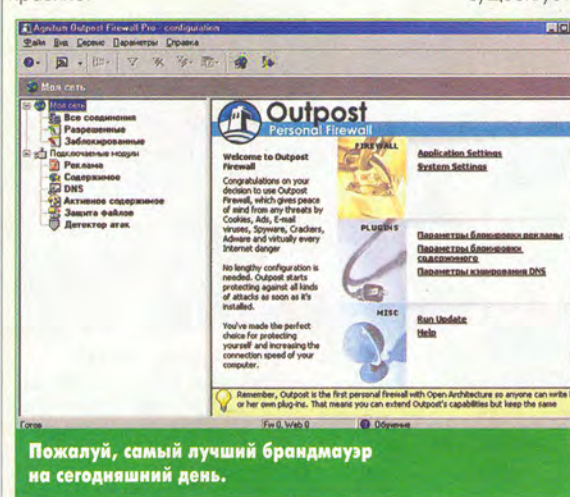 Agnitum Outpost Firewall Pro - configuration
Файл Вид Сервис Параметры Справка
Моя сеть
Моя сеть
Все соединения
Разрешенные
Заблокированные
Подключаемые модули
Реклама
Содержимое
DNS
Активное содержимое
Защита файлов
Детектор атак
Outpost
Personal Firewall
Welcome to Outpost
Firewall
Congratulations on your
decision to use Outpost
Firewall, which gives peace
of mind from any threats by
Cookies, Ads, E-mail
viruses, Spyware, Crackers,
Adware and virtually every
Internet danger
No lengthy configuration is
needed. Outpost starts
protecting against all kinds
of attacks as soon as it's
installed.
You've made the perfect
choice for protecting
yourself and increasing the
connection speed of your
computer.
FIREWALL
Application Settings
System Settings
PLUGINS
Параметры блокировки рекламы
Параметры блокировки
содержимого
Параметры кэширования DNS
MISC
Run Update
Help
Remember, Outpost is the first personal firewall with Open Architecture so anyone can write
or her own plug-ins. That means you can extend Outpost's capabilities but keep the same
Готов
Fw 0, Web 0
Обучение
Пожалуй, самый лучший брандмауэр
на сегодняшний день.